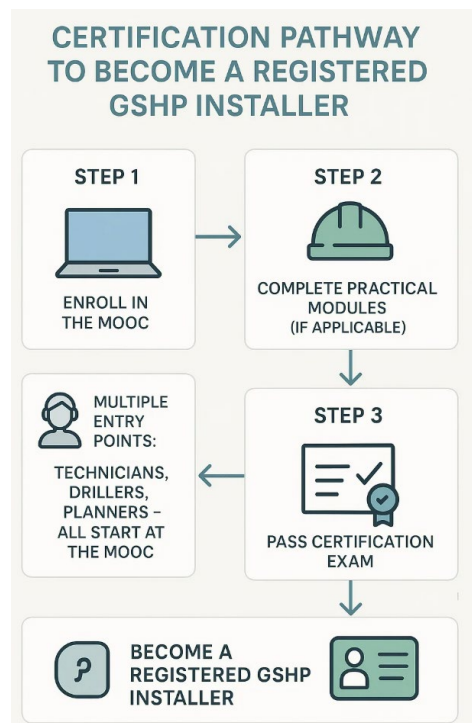 CERTIFICATION PATHWAY
TO BECOME A REGISTERED
GSHP INSTALLER
STEP 1
ENROLL IN
THE MOOC
STEP 2
COMPLETE PRACTICAL
MODULES
(IF APPLICABLE)
MULTIPLE
ENTRY
POINTS:
TECHNICIANS,
DRILLERS,
PLANNERS –
ALL START AT
THE MOOC
STEP 3
PASS CERTIFICATION
EXAM
BECOME A
REGISTERED GSHP
INSTALLER